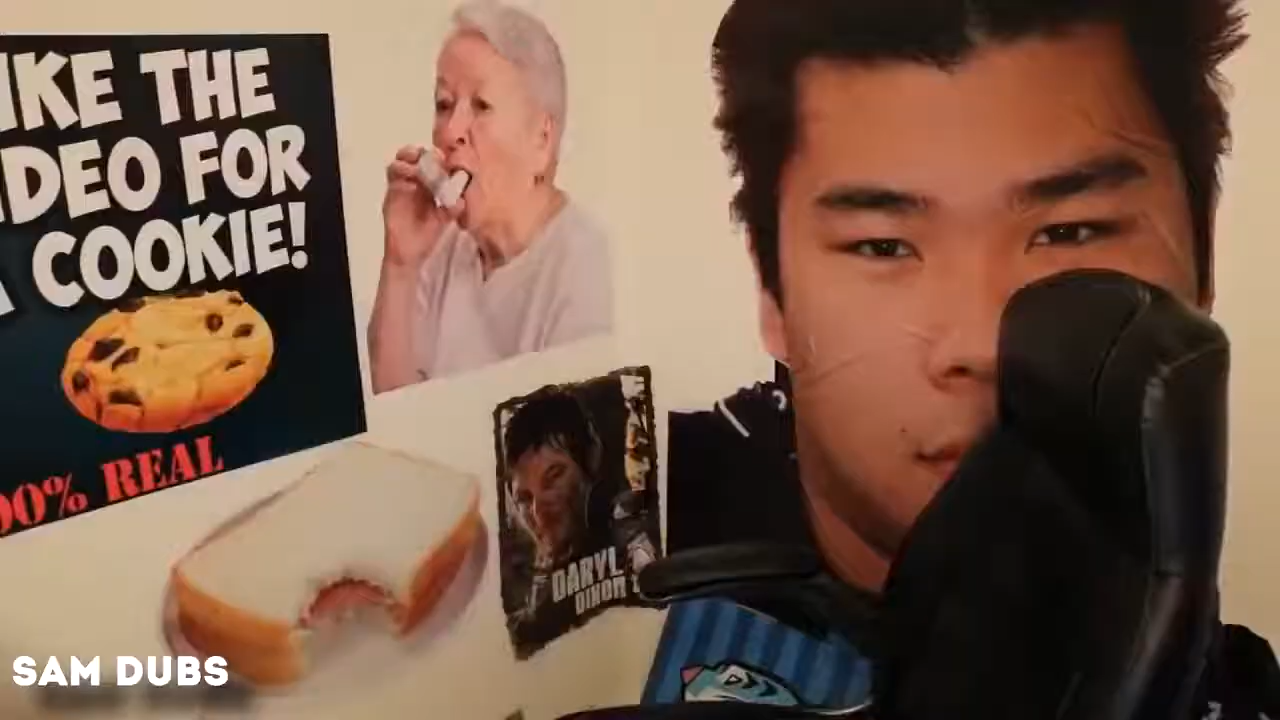 IKE THE
IDEO FOR
COOKIE!
00% REAL
DARYL
DIXON
SAM DUBS